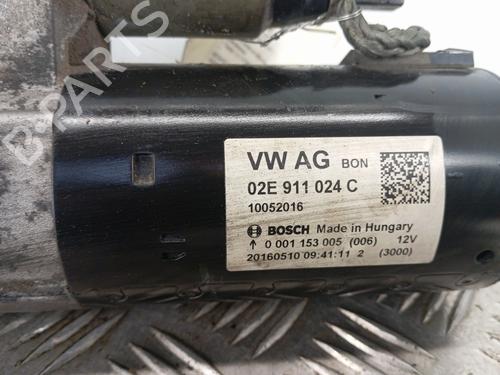 B-PARTS
VW AG BON
02E 911 024 C
10052016
BOSCH Made in Hungary
0 001 153 005 (006) 12V
20160510 09:41:11 2 (3000)